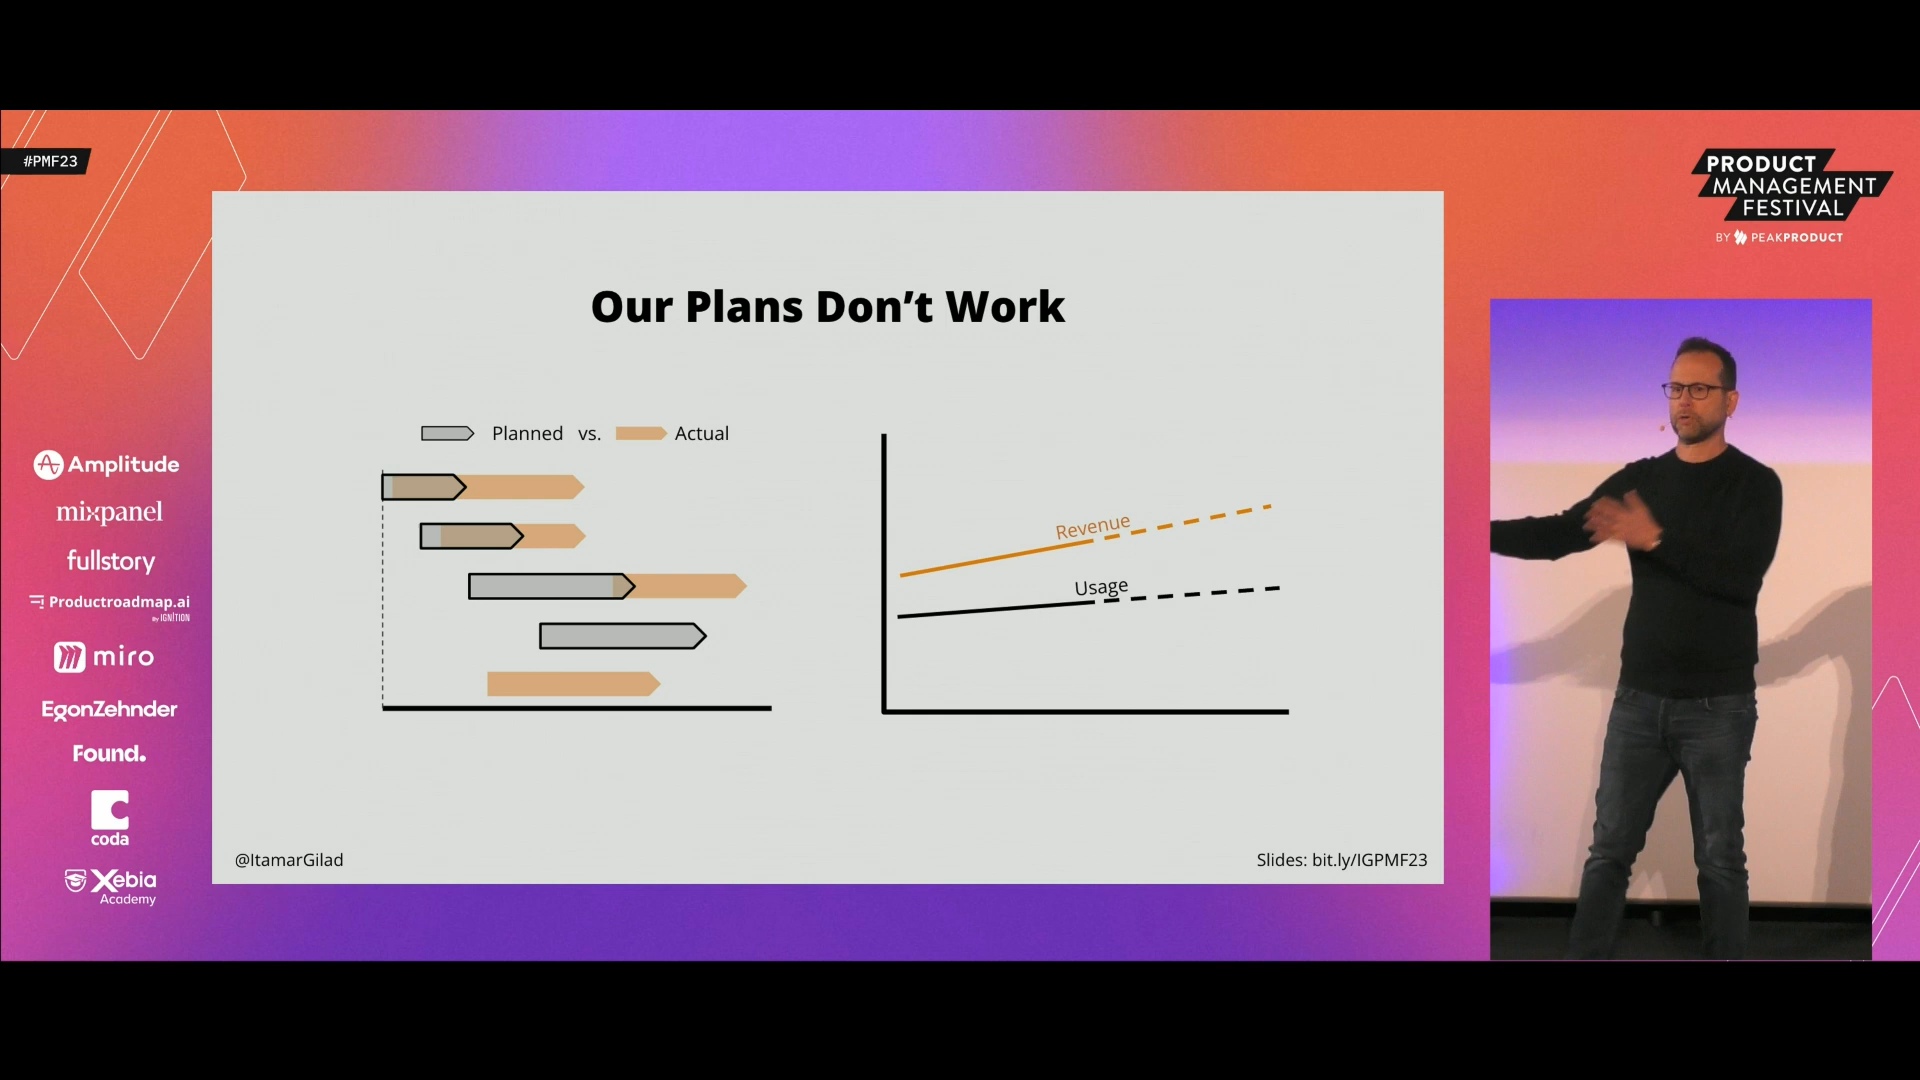 #PMF23
PRODUCT
MANAGEMENT
FESTIVAL
BY PEAKPRODUCT
Our Plans Don’t Work
Planned vs. Actual
Revenue
Usage
@ItamarGilad
Slides: bit.ly/IGPMF23
Amplitude
mixpanel
fullstory
Productroadmap.ai
By IGNITION
miro
EgonZehnder
Found.
coda
Xebia
Academy